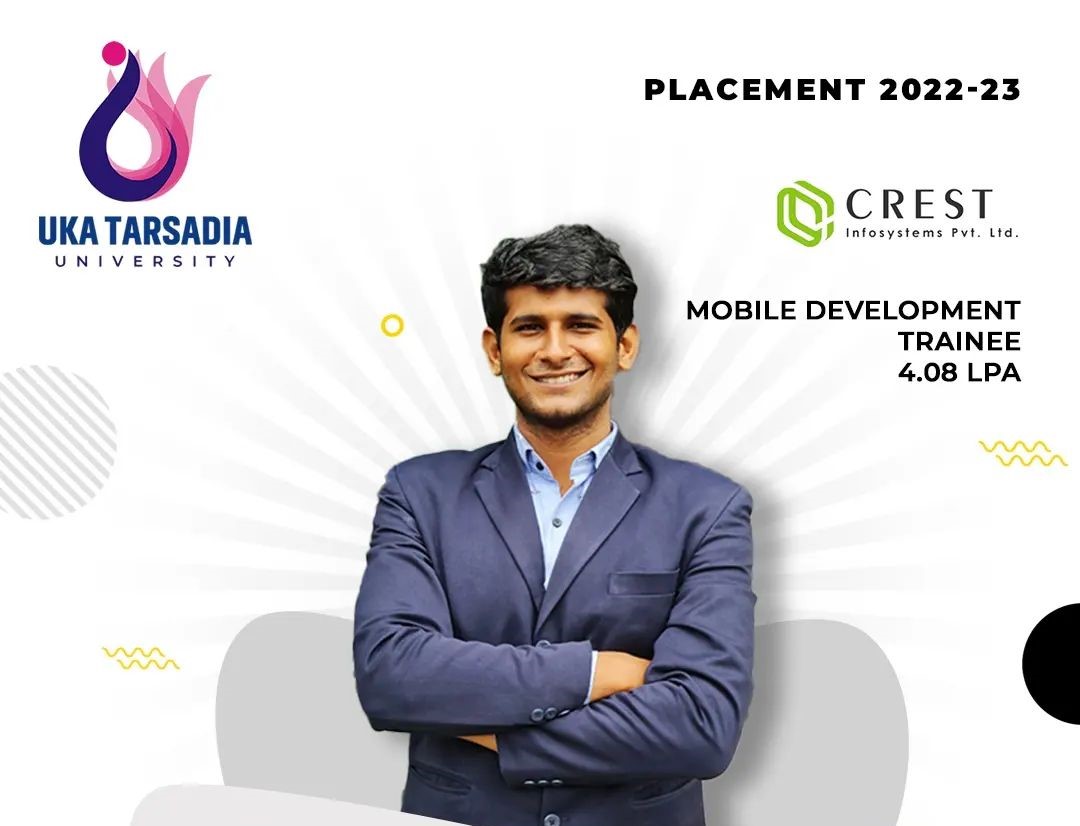 UKA TARSADIA
UNIVERSITY
PLACEMENT 2022-23
CREST
Infosystems Pvt. Ltd.
MOBILE DEVELOPMENT
TRAINEE
4.08 LPA